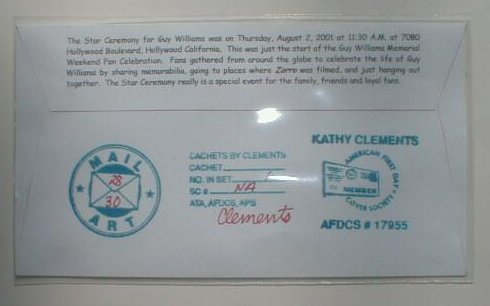 The Star Ceremony for Guy Williams was on Thursday, August 2, 2001 at 11:30 A.M. at 7080
Hollywood Boulevard, Hollywood California. This was just the start of the Guy Williams Memorial
Weekend Fan Celebration. Fans gathered from around the globe to celebrate the life of Guy
Williams by sharing memorabilia, going to places where Zorro was filmed, and just hanging out
together. The Star Ceremony really is a special event for the family, friends and loyal fans.
MAIL
28
30
ART
CACHETS BY CLEMENTS
CACHET
NO. IN SET
SC # NA
ATA, AFDCS, APS
Clements
KATHY CLEMENTS
AMERICAN FIRST DAY
COVER SOCIETY
MEMBER
AFDCS # 17955